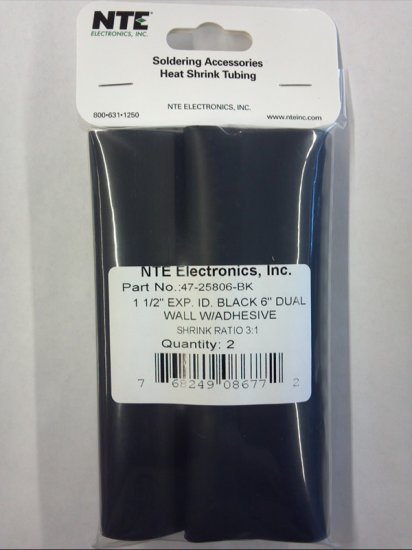 NTE
ELECTRONICS, INC.
Soldering Accessories
Heat Shrink Tubing
NTE ELECTRONICS, INC.
800•631•1250
www.nteinc.com
NTE Electronics, Inc.
Part No.:47-25806-BK
1 1/2" EXP. ID. BLACK 6" DUAL
WALL W/ADHESIVE
SHRINK RATIO 3:1
Quantity: 2
7 68249 08677 2